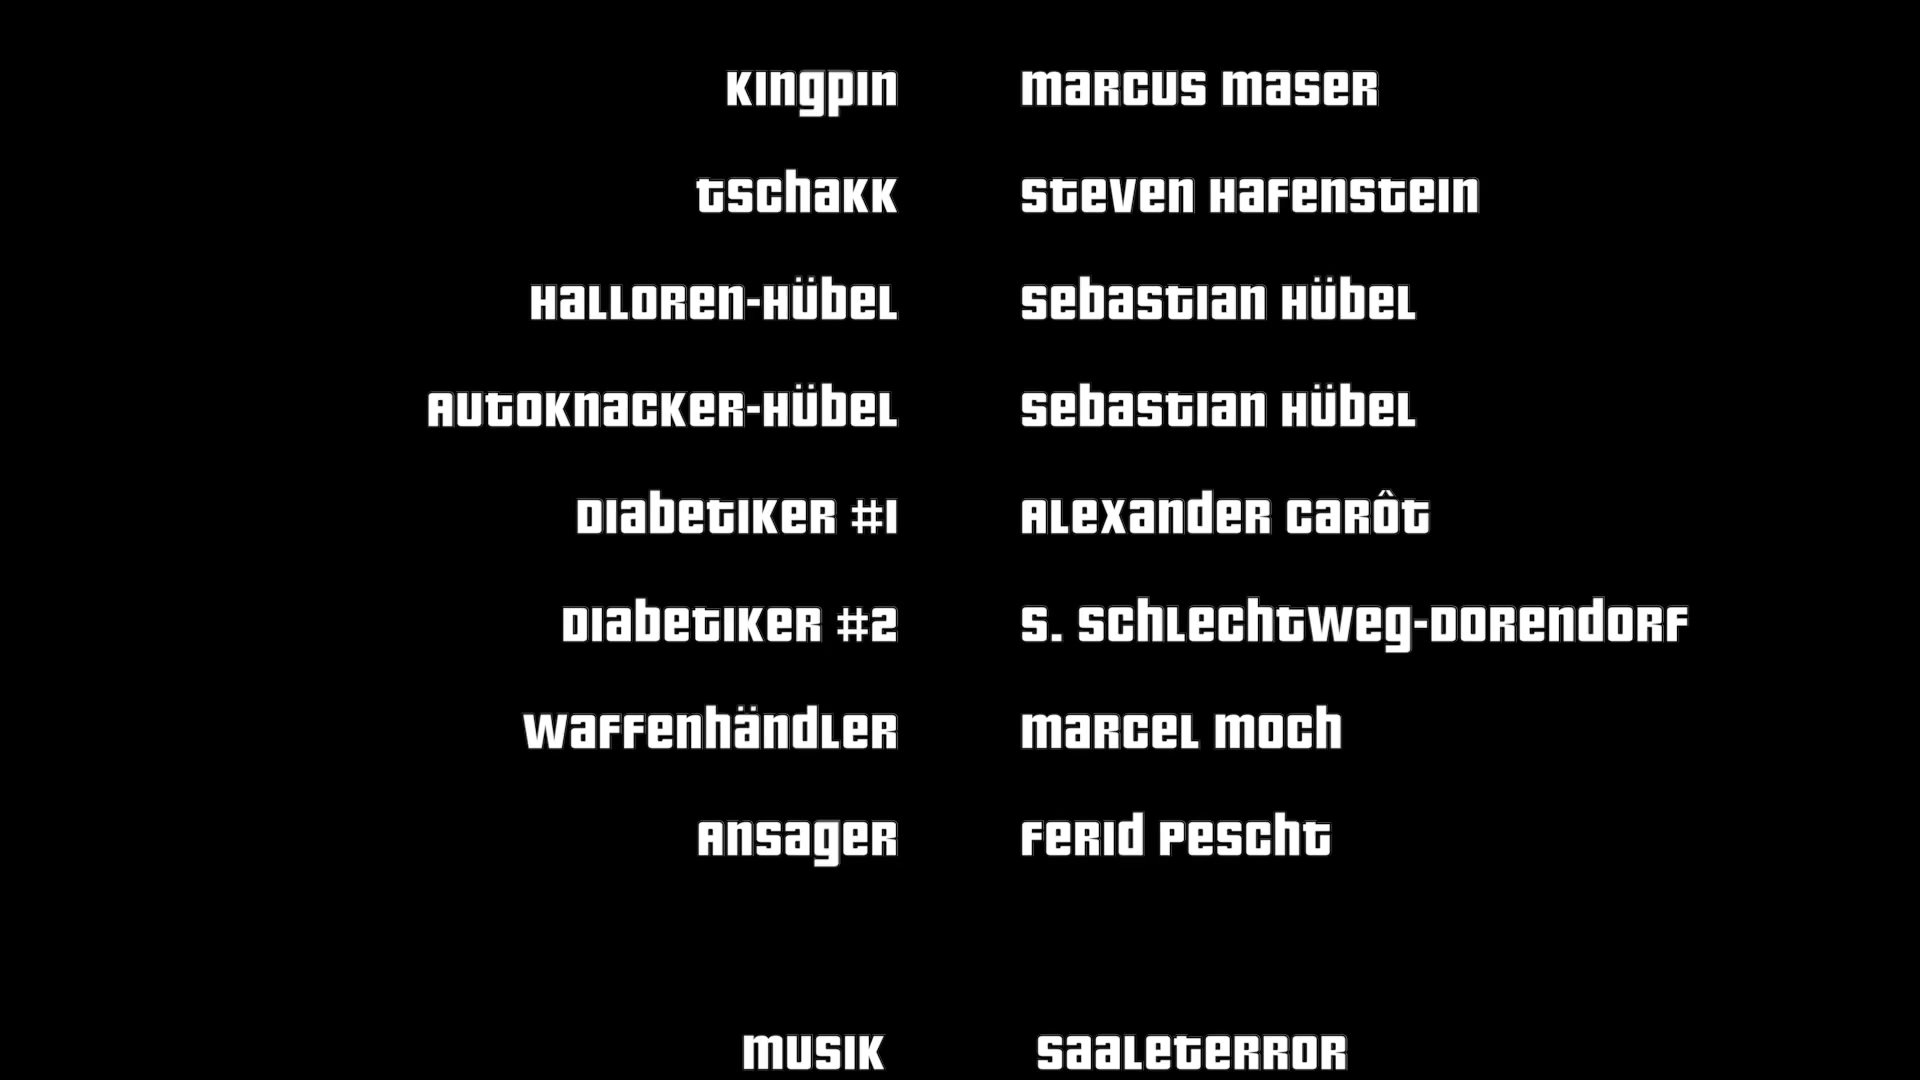 Kingpin Marcus Maser
Tschakk Steven Hafenstein
Halloren-Hübel Sebastian Hübel
Autoknacker-Hübel Sebastian Hübel
Diabetiker #1 Alexander Carôt
Diabetiker #2 S. Schlechtweg-Dorendorf
Waffenhändler Marcel Moch
Ansager Ferid Pescht
Musik Saaleterror